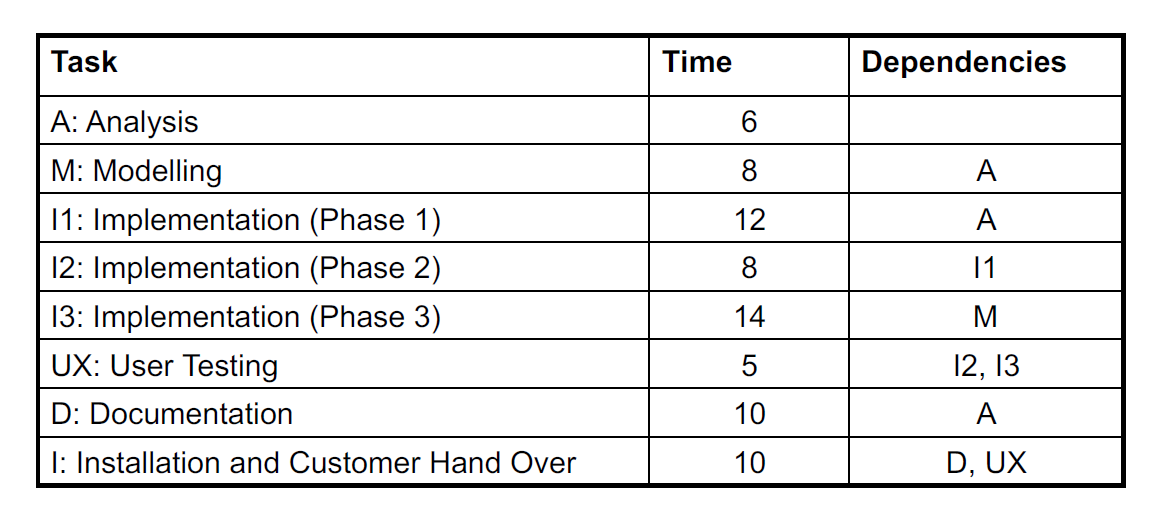 Task Time Dependencies
A: Analysis 6
M: Modelling 8 A
I1: Implementation (Phase 1) 12 A
I2: Implementation (Phase 2) 8 I1
I3: Implementation (Phase 3) 14 M
UX: User Testing 5 I2, I3
D: Documentation 10 A
I: Installation and Customer Hand Over 10 D, UX